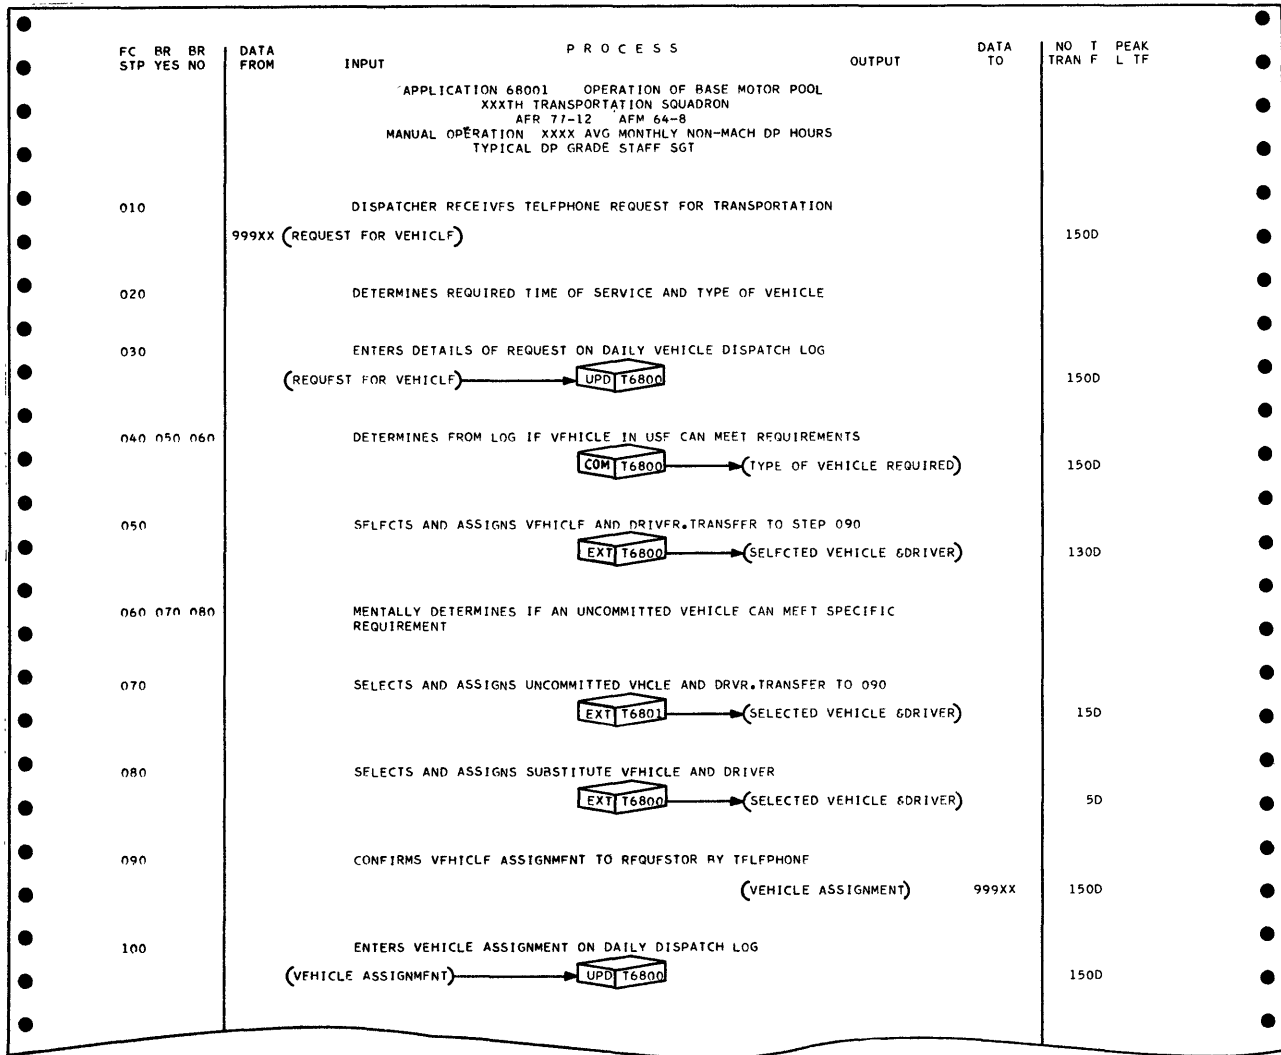 PROCESS
FC BR BR DATA DATA NO T PEAK
STP YES NO FROM INPUT OUTPUT TO TRAN F L TF
APPLICATION 68001 OPERATION OF BASE MOTOR POOL
XXXTH TRANSPORTATION SQUADRON
AFR 77-12 AFM 64-8
MANUAL OPERATION XXXX AVG MONTHLY NON-MACH DP HOURS
TYPICAL DP GRADE STAFF SGT
010 DISPATCHER RECEIVES TELEPHONE REQUEST FOR TRANSPORTATION
999XX (REQUEST FOR VEHICLE) 150D
020 DETERMINES REQUIRED TIME OF SERVICE AND TYPE OF VEHICLE
030 ENTERS DETAILS OF REQUEST ON DAILY VEHICLE DISPATCH LOG
(REQUEST FOR VEHICLE) UPD T6800 150D
040 050 060 DETERMINES FROM LOG IF VEHICLE IN USE CAN MEET REQUIREMENTS
COM T6800 (TYPE OF VEHICLE REQUIRED) 150D
050 SELECTS AND ASSIGNS VEHICLE AND DRIVER.TRANSFER TO STEP 090
EXT T6800 (SELECTED VEHICLE &DRIVER) 130D
060 070 080 MENTALLY DETERMINES IF AN UNCOMMITTED VEHICLE CAN MEET SPECIFIC
REQUIREMENT
070 SELECTS AND ASSIGNS UNCOMMITTED VHCLE AND DRVR.TRANSFER TO 090
EXT T6801 (SELECTED VEHICLE &DRIVER) 15D
080 SELECTS AND ASSIGNS SUBSTITUTE VEHICLE AND DRIVER
EXT T6800 (SELECTED VEHICLE &DRIVER) 5D
090 CONFIRMS VEHICLE ASSIGNMENT TO REQUESTOR BY TELEPHONE
(VEHICLE ASSIGNMENT) 999XX 150D
100 ENTERS VEHICLE ASSIGNMENT ON DAILY DISPATCH LOG
(VEHICLE ASSIGNMENT) UPD T6800 150D